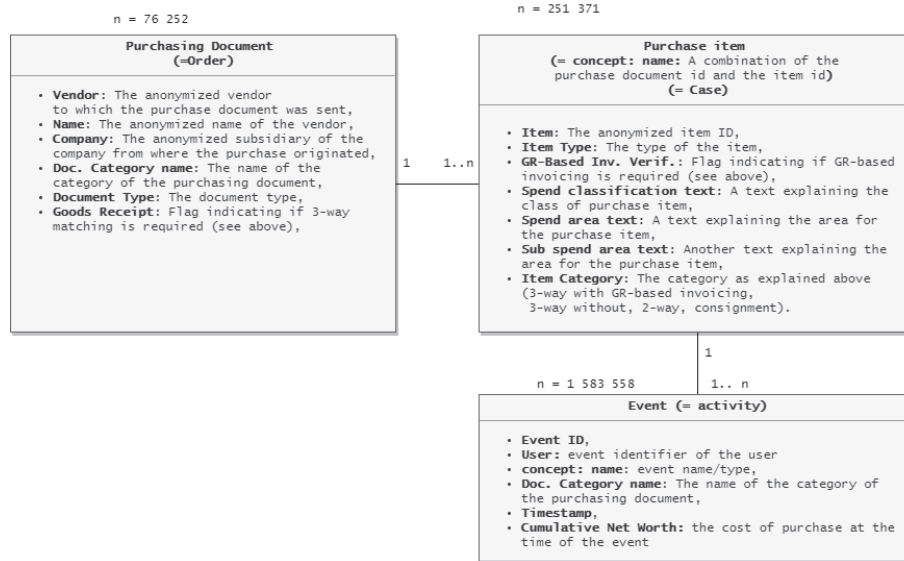 n = 76 252
Purchasing Document
(=Order)
• Vendor: The anonymized vendor
to which the purchase document was sent,
• Name: The anonymized name of the vendor,
• Company: The anonymized subsidiary of the
company from where the purchase originated,
• Doc. Category name: The name of the
category of the purchasing document,
• Document Type: The document type,
• Goods Receipt: Flag indicating if 3-way
matching is required (see above),
1
1..n
n = 251 371
Purchase item
(= concept: name: A combination of the
purchase document id and the item id)
(= Case)
• Item: The anonymized item ID,
• Item Type: The type of the item,
• GR-Based Inv. Verif.: Flag indicating if GR-based
invoicing is required (see above),
• Spend classification text: A text explaining the
class of purchase item,
• Spend area text: A text explaining the area for
the purchase item,
• Sub spend area text: Another text explaining the
area for the purchase item,
• Item Category: The category as explained above
(3-way with GR-based invoicing,
3-way without, 2-way, consignment).
1
n = 1 583 558
1.. n
Event (= activity)
• Event ID,
• User: event identifier of the user
• concept: name: event name/type,
• Doc. Category name: The name of the category of
the purchasing document,
• Timestamp,
• Cumulative Net Worth: the cost of purchase at the
time of the event